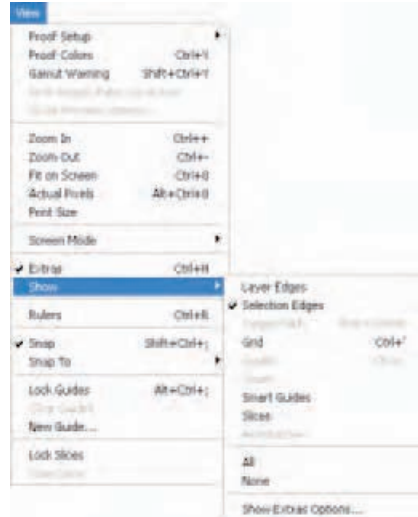 View
Proof Setup
Proof Colors Ctrl+Y
Gamut Warning Shift+Ctrl+Y
Zoom In Ctrl++
Zoom Out Ctrl+-
Fit on Screen Ctrl+0
Actual Pixels Alt+Ctrl+0
Print Size
Screen Mode
Extras Ctrl+H
Show
Rulers Ctrl+R
Snap Shift+Ctrl+;
Snap To
Lock Guides Alt+Ctrl+;
Clear Guides
New Guide...
Lock Slices
Layer Edges
Selection Edges
Grid Ctrl+'
Smart Guides
Slices
All
None
Show Extras Options...